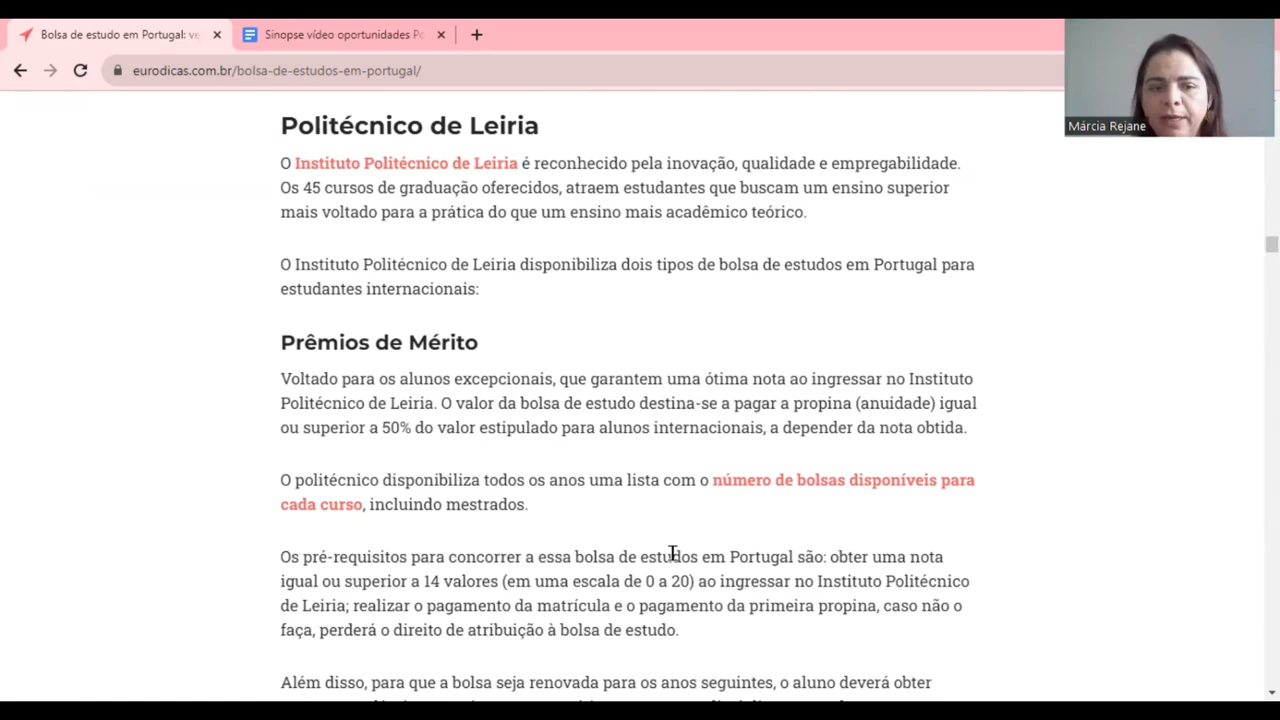 Bolsa de estudo em Portugal: ve
Sinopse vídeo oportunidades Po
eurodicas.com.br/bolsa-de-estudos-em-portugal/
Márcia Rejane
Politécnico de Leiria
O Instituto Politécnico de Leiria é reconhecido pela inovação, qualidade e empregabilidade.
Os 45 cursos de graduação oferecidos, atraem estudantes que buscam um ensino superior
mais voltado para a prática do que um ensino mais acadêmico teórico.
O Instituto Politécnico de Leiria disponibiliza dois tipos de bolsa de estudos em Portugal para
estudantes internacionais:
Prêmios de Mérito
Voltado para os alunos excepcionais, que garantem uma ótima nota ao ingressar no Instituto
Politécnico de Leiria. O valor da bolsa de estudo destina-se a pagar a propina (anuidade) igual
ou superior a 50% do valor estipulado para alunos internacionais, a depender da nota obtida.
O politécnico disponibiliza todos os anos uma lista com o número de bolsas disponíveis para
cada curso, incluindo mestrados.
Os pré-requisitos para concorrer a essa bolsa de estudos em Portugal são: obter uma nota
igual ou superior a 14 valores (em uma escala de 0 a 20) ao ingressar no Instituto Politécnico
de Leiria; realizar o pagamento da matrícula e o pagamento da primeira propina, caso não o
faça, perderá o direito de atribuição à bolsa de estudo.
Além disso, para que a bolsa seja renovada para os anos seguintes, o aluno deverá obter